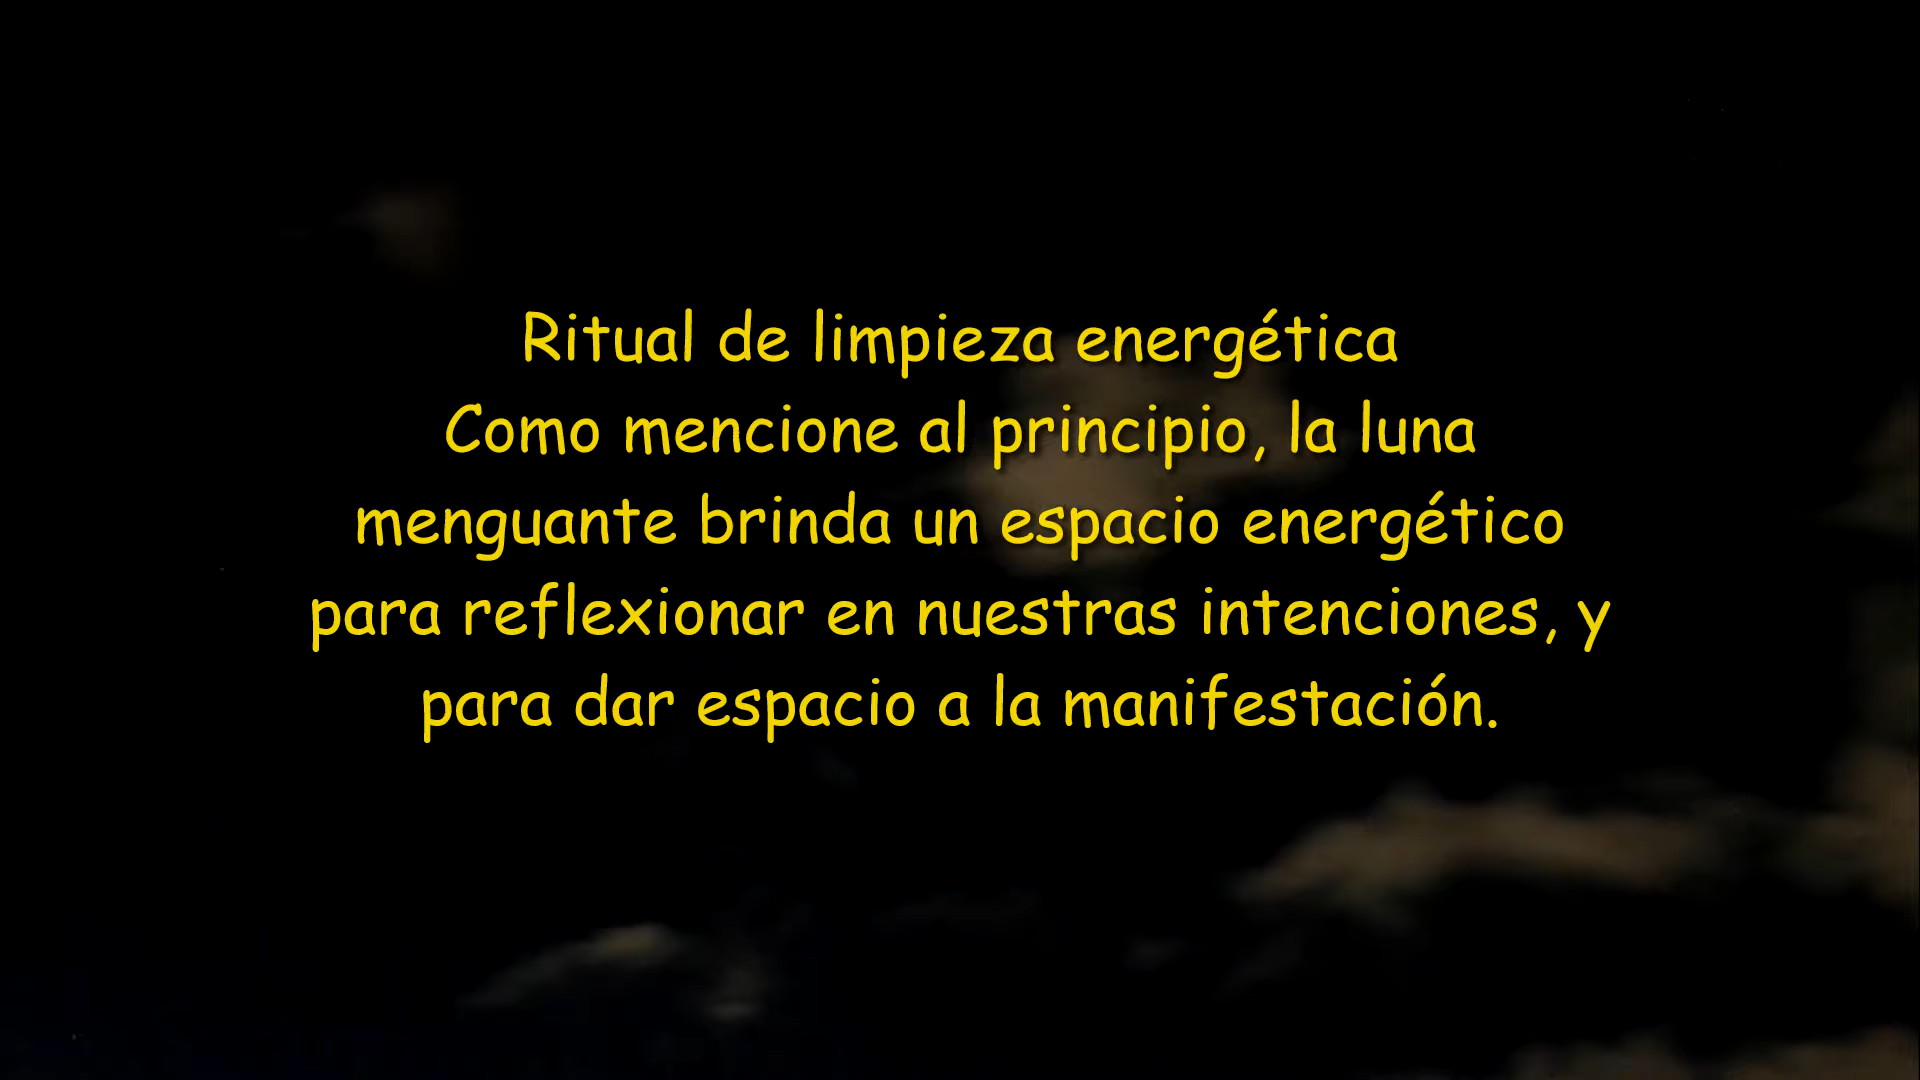 Ritual de limpieza energética
Como mencione al principio, la luna
menguante brinda un espacio energético
para reflexionar en nuestras intenciones, y
para dar espacio a la manifestación.